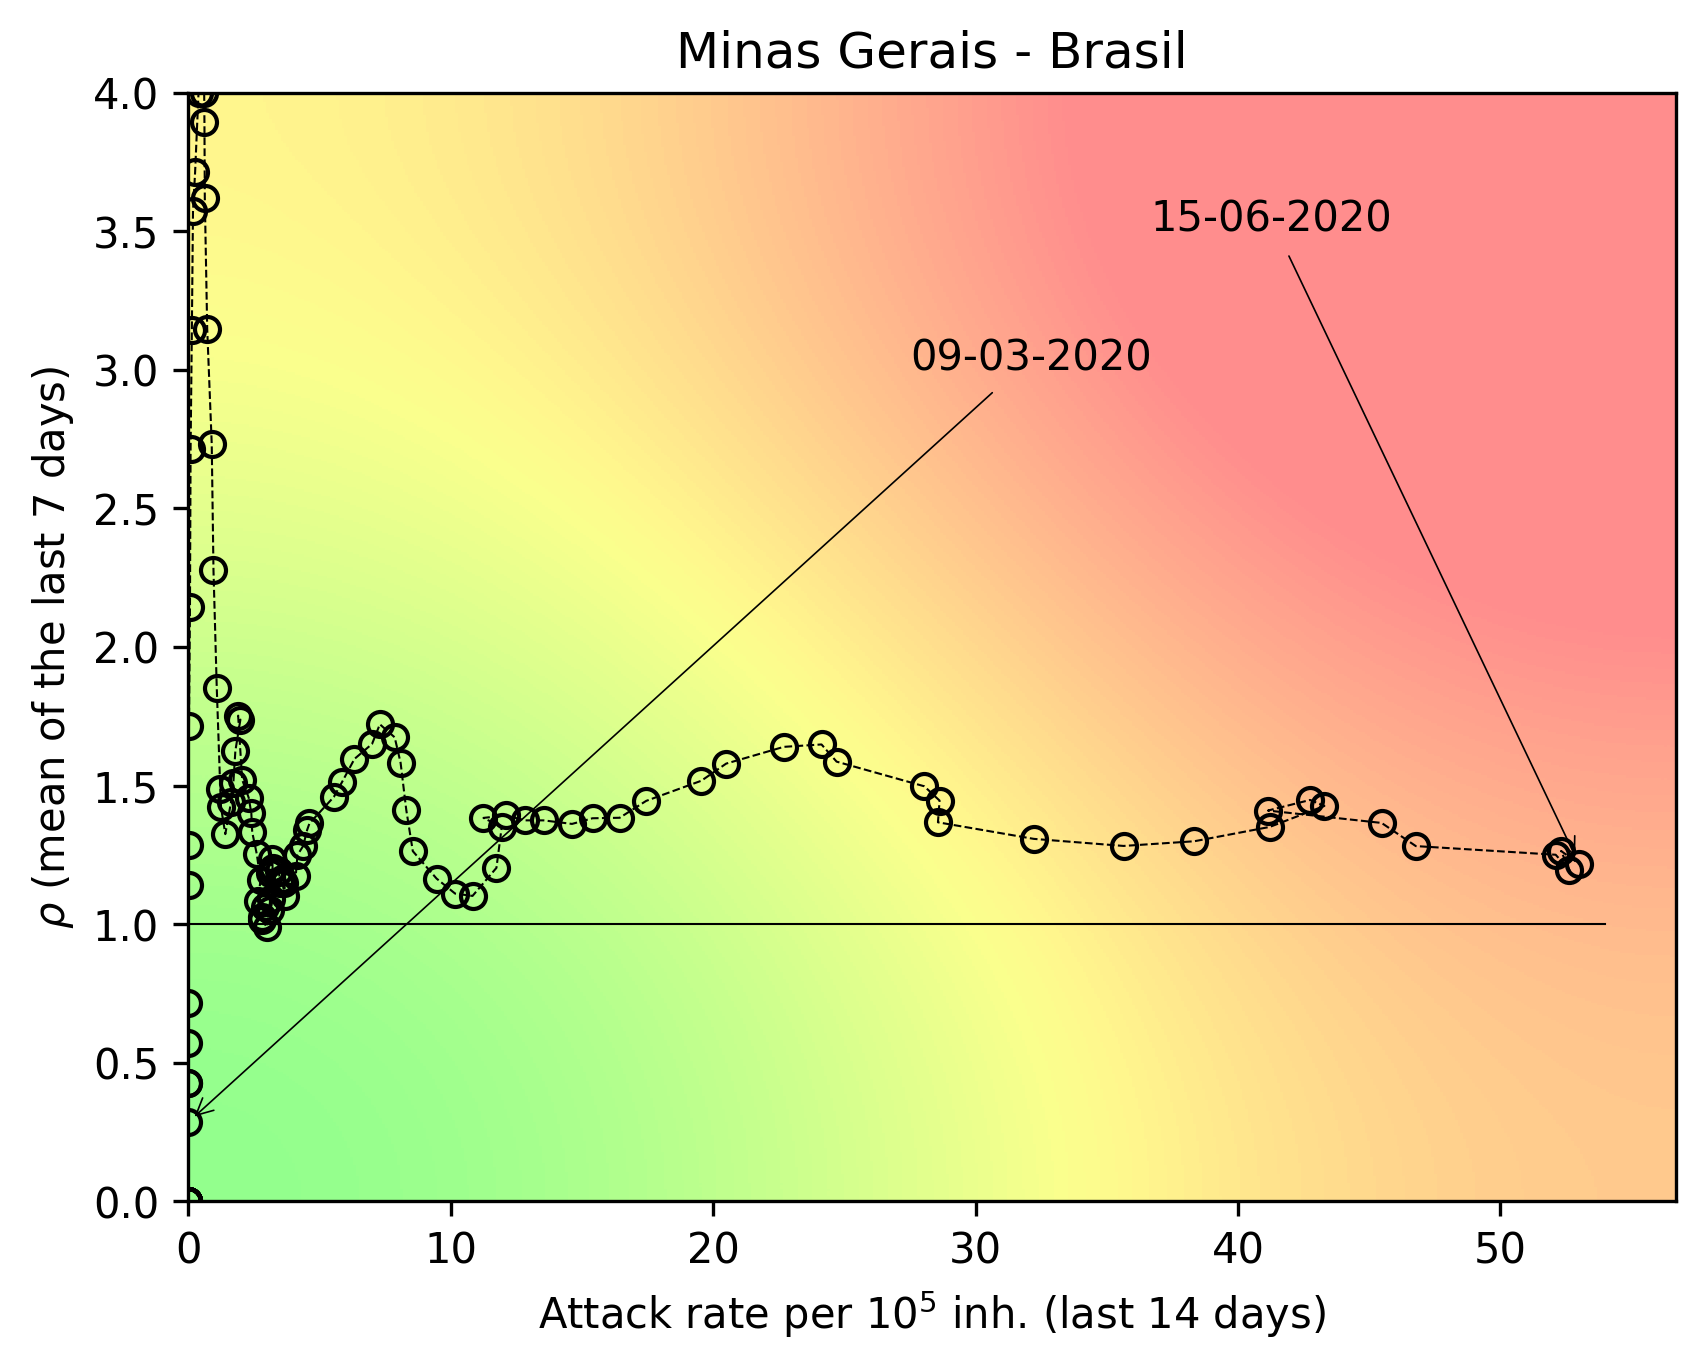 Minas Gerais - Brasil
4.0
3.5
3.0
2.5
2.0
1.5
1.0
0.5
0.0
ρ (mean of the last 7 days)
15-06-2020
09-03-2020
0 10 20 30 40 50
Attack rate per 10⁵ inh. (last 14 days)